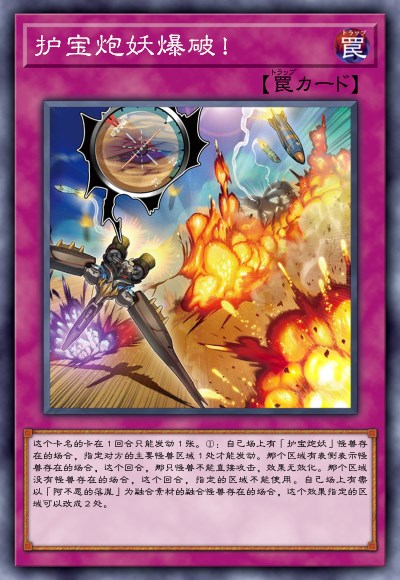 护宝炮妖爆破！
トラップ
罠
トラップ
【罠カード】
这个卡名的卡在１回合只能发动１张。①：自己场上有「护宝炮妖」怪兽存
在的场合，指定对方的主要怪兽区域１处才能发动。那个区域有表侧表示怪
兽存在的场合，这个回合，那只怪兽不能直接攻击，效果无效化。那个区域
没有怪兽存在的场合，这个回合，指定的区域不能使用。自己场上有需
以「阿不思的落胤」为融合素材的融合怪兽存在的场合，这个效果指定的区
域可以改成２处。